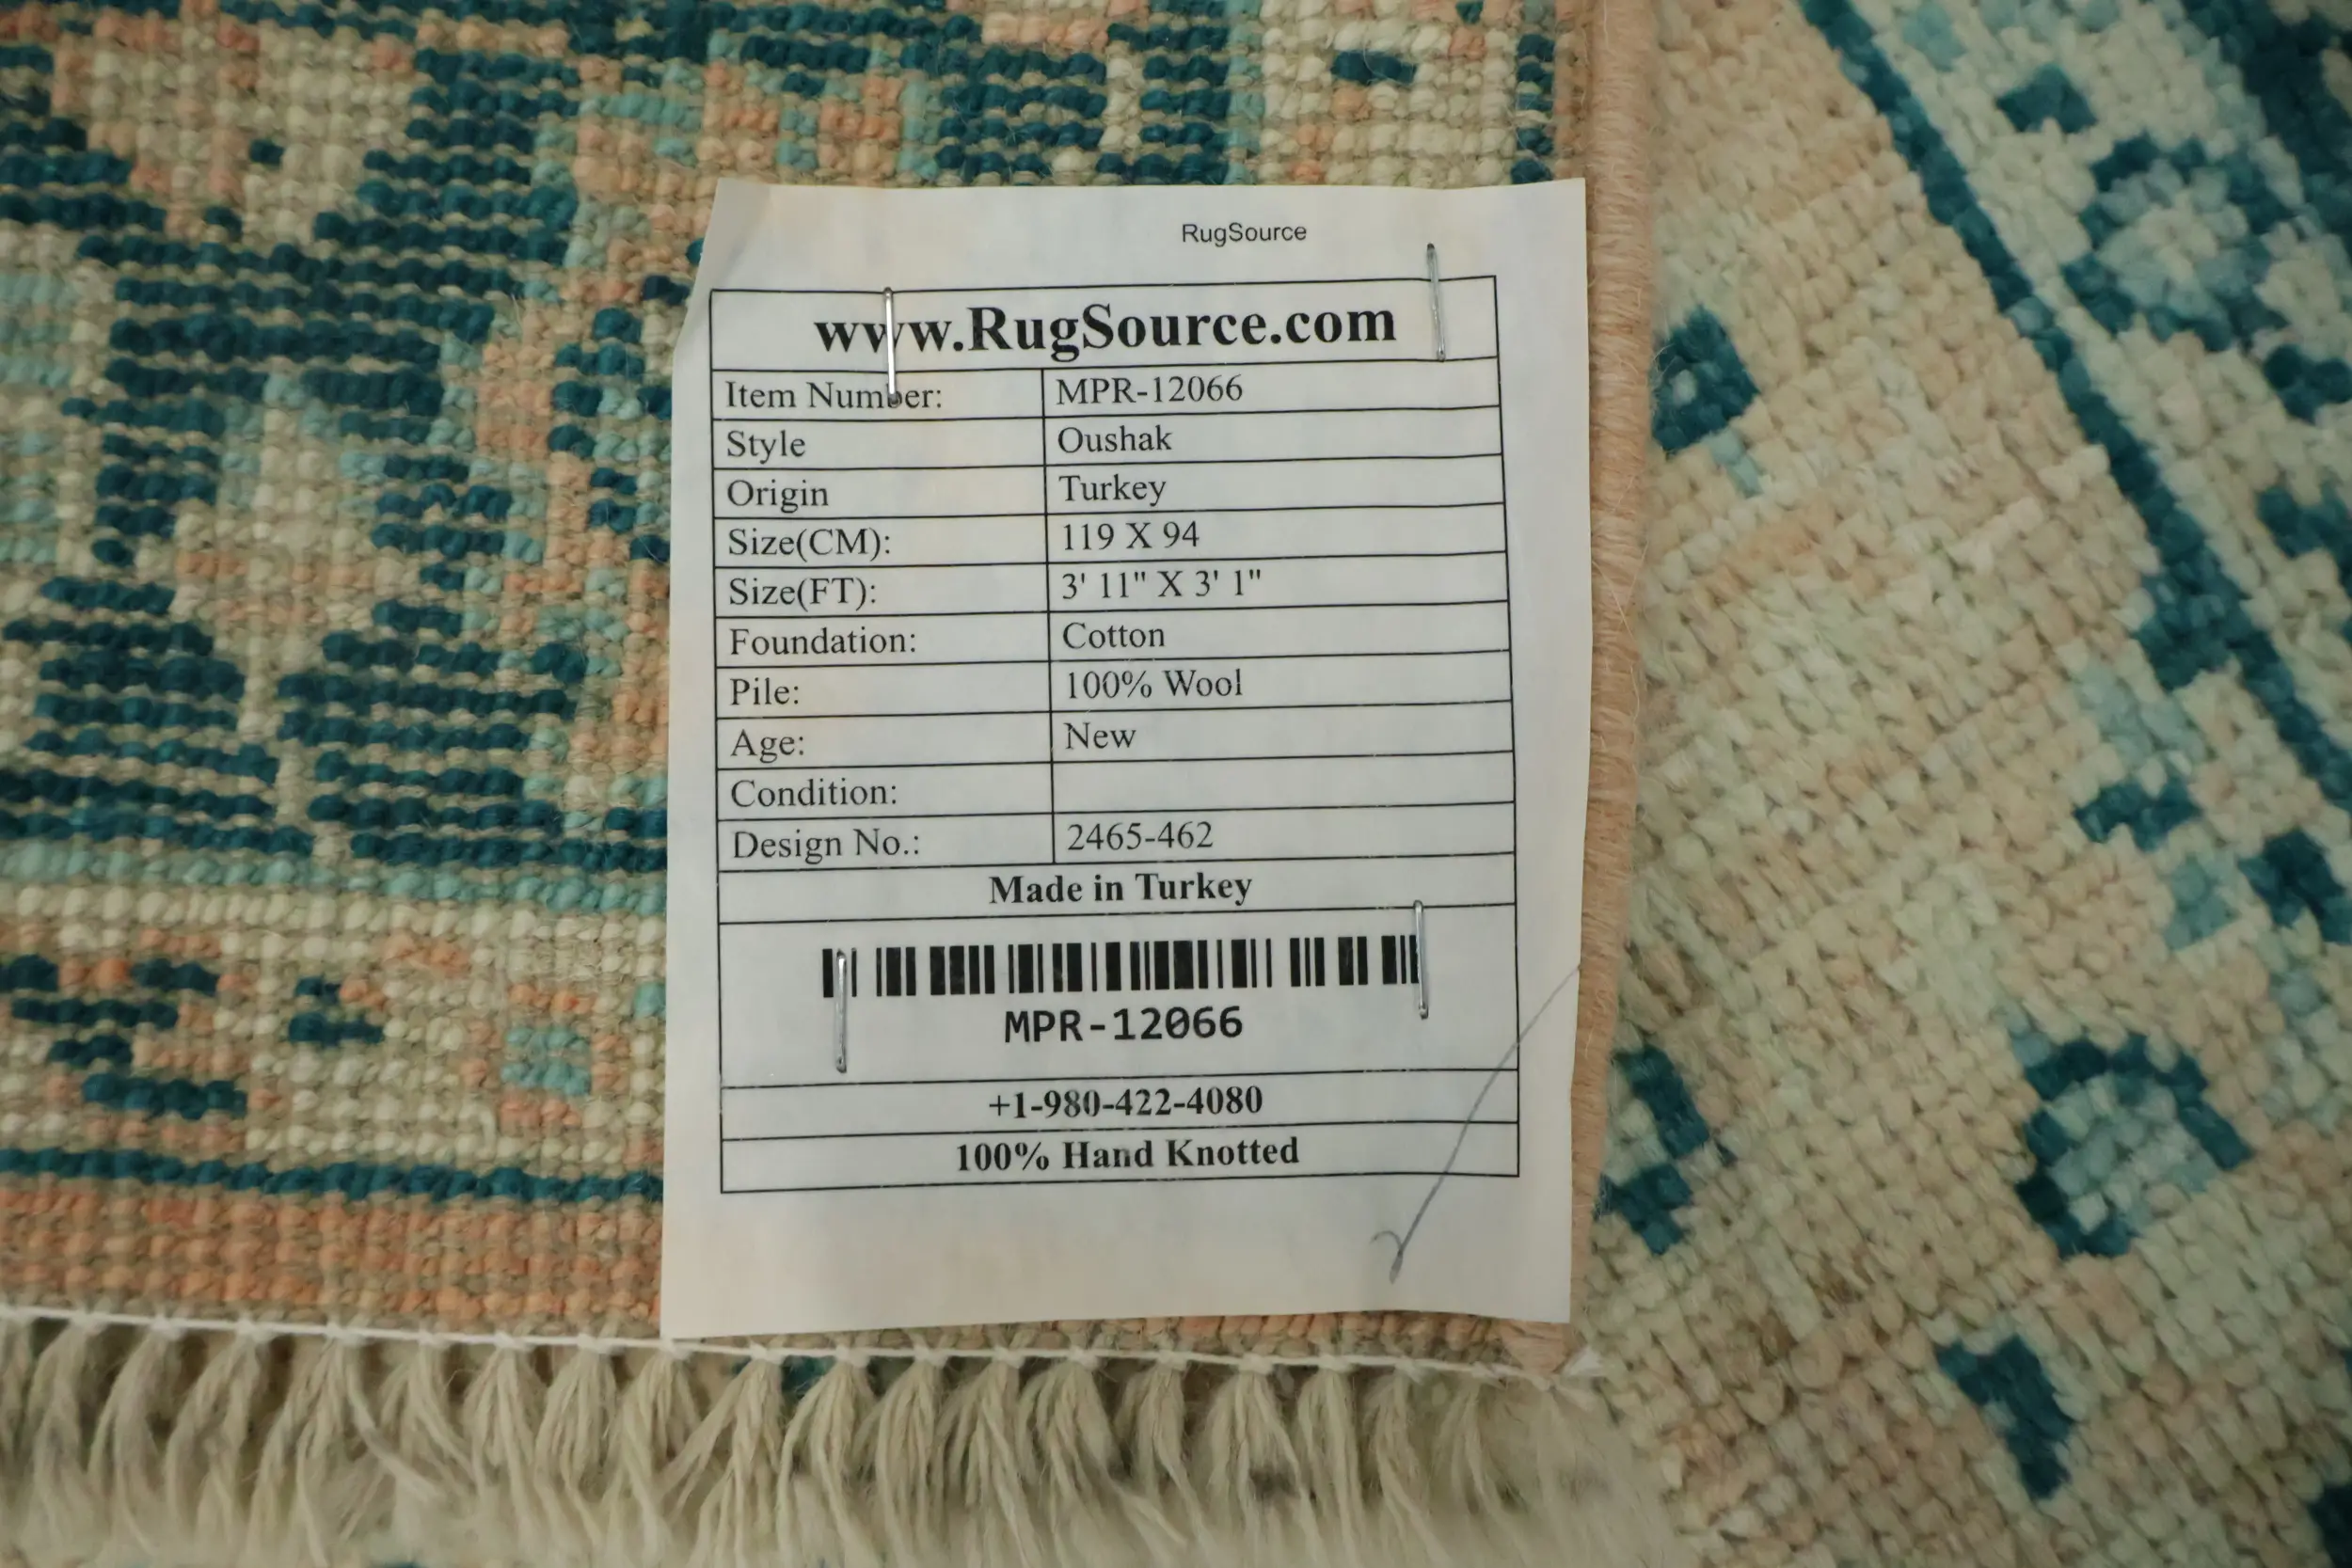 RugSource
www.RugSource.com
Item Number: MPR-12066
Style Oushak
Origin Turkey
Size(CM): 119 X 94
Size(FT): 3' 11" X 3' 1"
Foundation: Cotton
Pile: 100% Wool
Age: New
Condition:
Design No.: 2465-462
Made in Turkey
MPR-12066
+1-980-422-4080
100% Hand Knotted